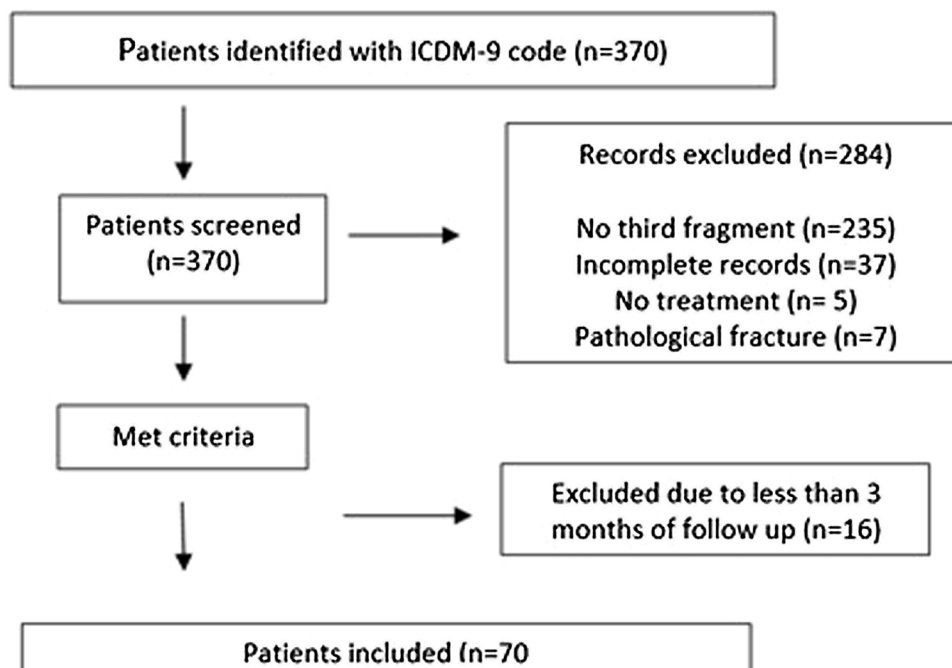 Patients identified with ICDM-9 code (n=370)
Records excluded (n=284)
No third fragment (n=235)
Incomplete records (n=37)
No treatment (n= 5)
Pathological fracture (n=7)
Patients screened
(n=370)
Met criteria
Excluded due to less than 3
months of follow up (n=16)
Patients included (n=70